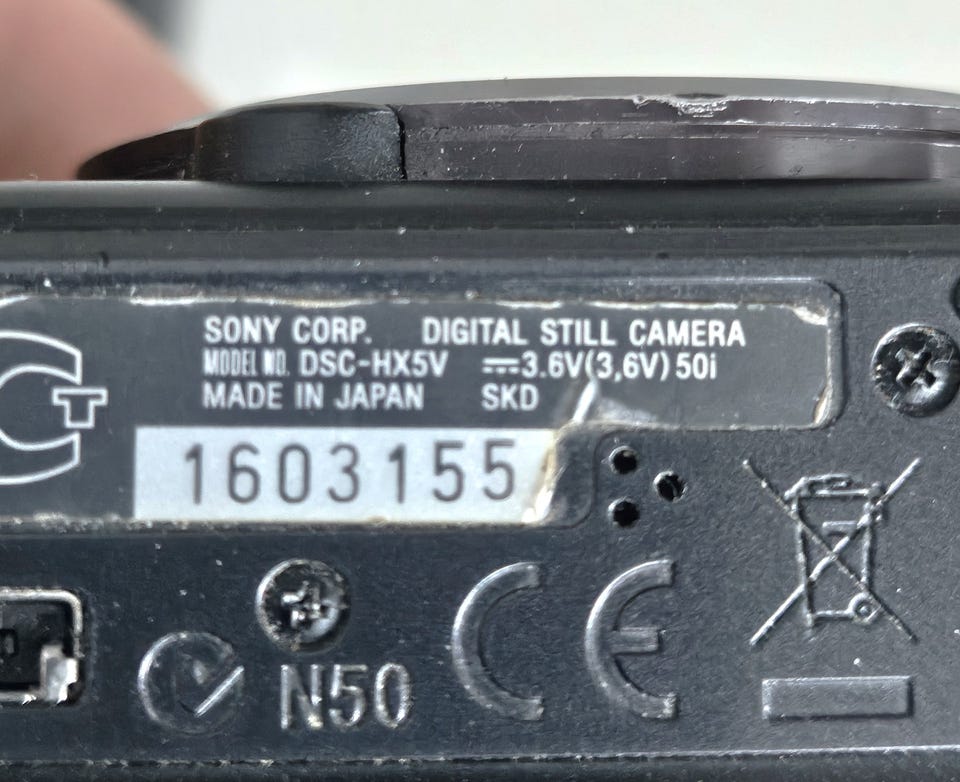 SONY CORP. DIGITAL STILL CAMERA
MODEL NO. DSC-HX5V ⎓3.6V(3,6V) 50i
MADE IN JAPAN SKD
1603155
N50
CE